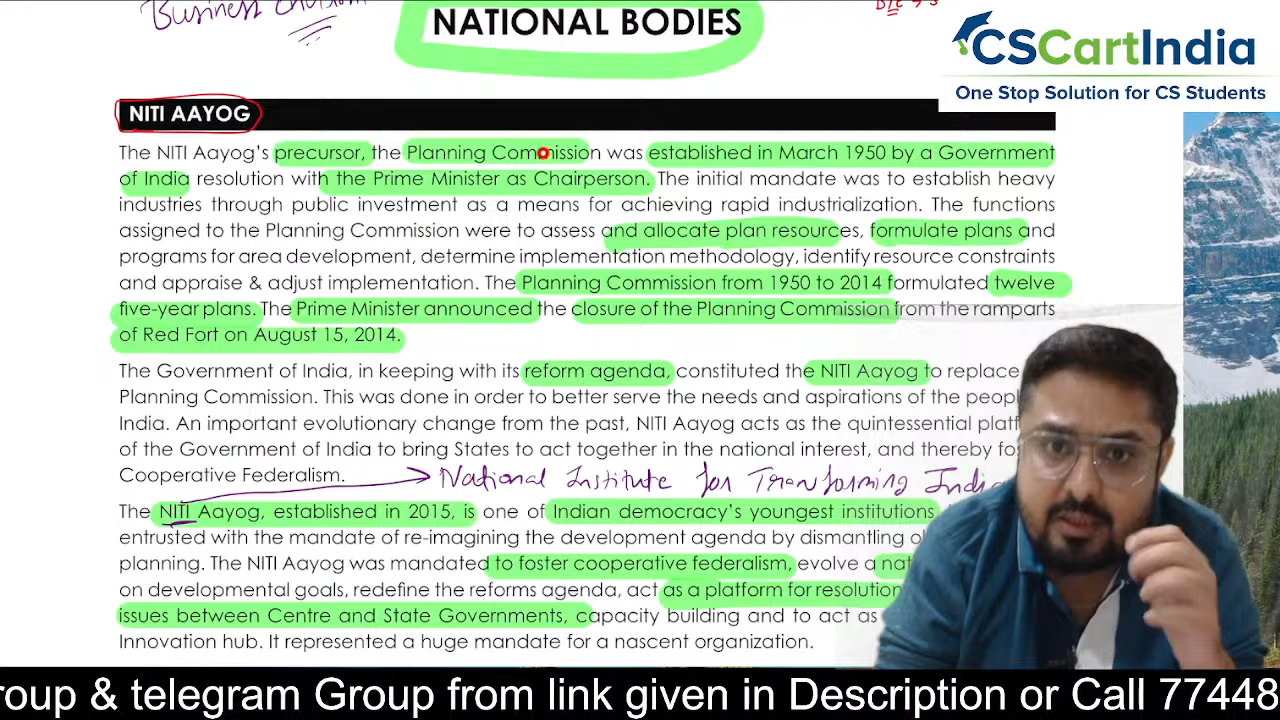 Business
NATIONAL BODIES
CSCartIndia
One Stop Solution for CS Students
NITI AAYOG
The NITI Aayog's precursor, the Planning Commission was established in March 1950 by a Government
of India resolution with the Prime Minister as Chairperson. The initial mandate was to establish heavy
industries through public investment as a means for achieving rapid industrialization. The functions
assigned to the Planning Commission were to assess and allocate plan resources, formulate plans and
programs for area development, determine implementation methodology, identify resource constraints
and appraise & adjust implementation. The Planning Commission from 1950 to 2014 formulated twelve
five-year plans. The Prime Minister announced the closure of the Planning Commission from the ramparts
of Red Fort on August 15, 2014.
The Government of India, in keeping with its reform agenda, constituted the NITI Aayog to replace
Planning Commission. This was done in order to better serve the needs and aspirations of the peop
India. An important evolutionary change from the past, NITI Aayog acts as the quintessential platf
of the Government of India to bring States to act together in the national interest, and thereby fo
Cooperative Federalism.
National Institute for Transforming India
The NITI Aayog, established in 2015, is one of Indian democracy's youngest institutions
entrusted with the mandate of re-imagining the development agenda by dismantling ol
planning. The NITI Aayog was mandated to foster cooperative federalism, evolve a nat
on developmental goals, redefine the reforms agenda, act as a platform for resolution
issues between Centre and State Governments, capacity building and to act as
Innovation hub. It represented a huge mandate for a nascent organization.
roup & telegram Group from link given in Description or Call 77448